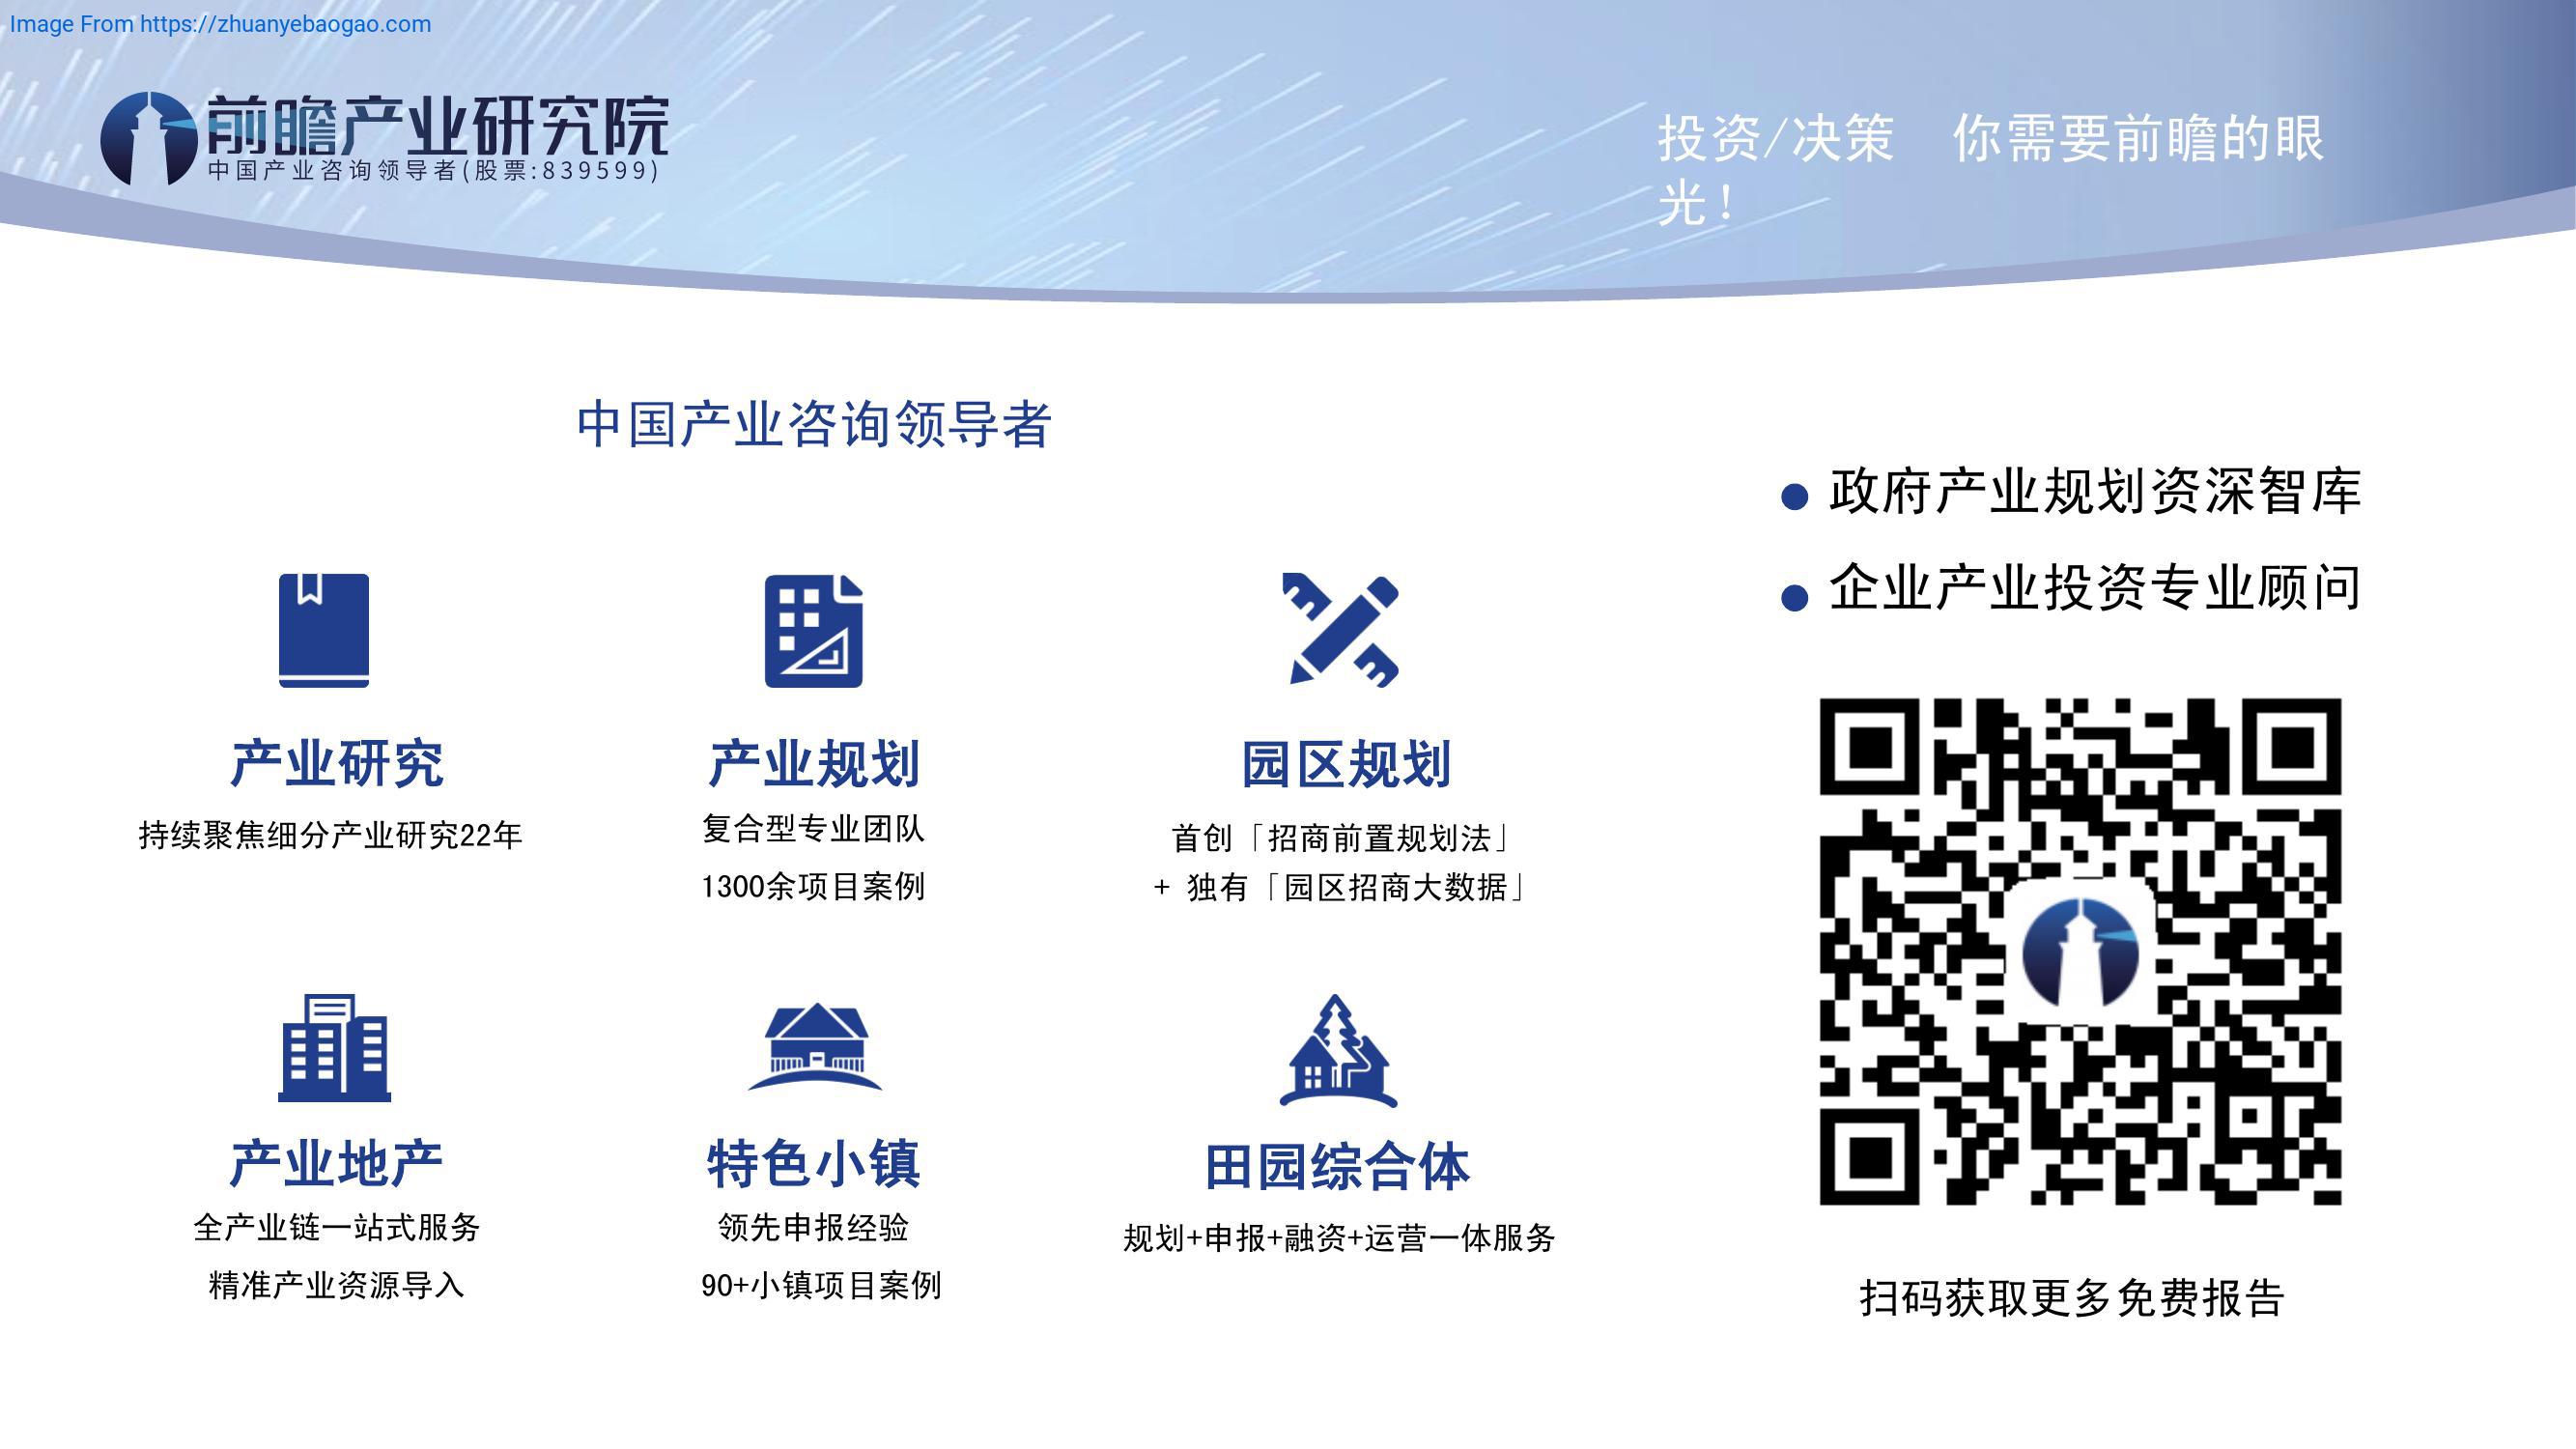 Image From https://zhuanyebaogao.com
前瞻产业研究院
中国产业咨询领导者(股票:839599)
投资/决策　你需要前瞻的眼
光!
中国产业咨询领导者
政府产业规划资深智库
企业产业投资专业顾问
产业研究
持续聚焦细分产业研究22年
产业规划
复合型专业团队
1300余项目案例
园区规划
首创「招商前置规划法」
+ 独有「园区招商大数据」
产业地产
全产业链一站式服务
精准产业资源导入
特色小镇
领先申报经验
90+小镇项目案例
田园综合体
规划+申报+融资+运营一体服务
扫码获取更多免费报告